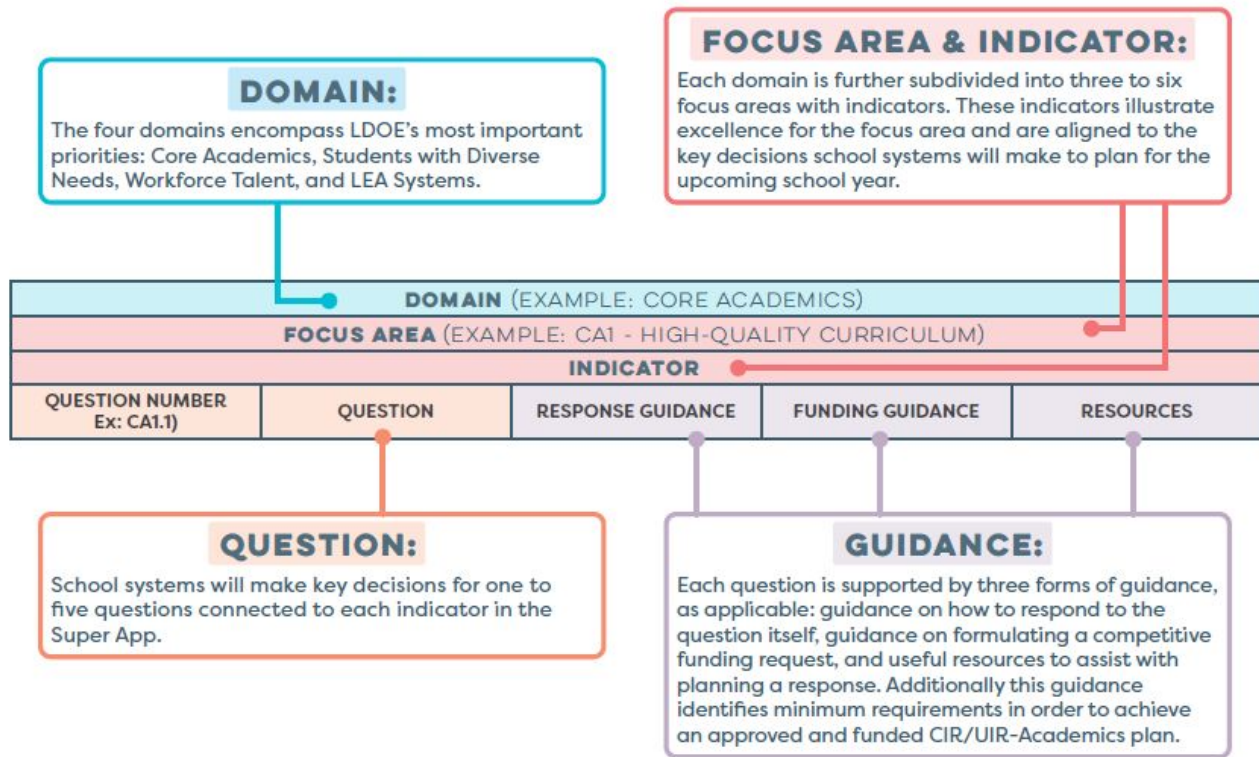 DOMAIN:
The four domains encompass LDOE's most important
priorities: Core Academics, Students with Diverse
Needs, Workforce Talent, and LEA Systems.
FOCUS AREA & INDICATOR:
Each domain is further subdivided into three to six
focus areas with indicators. These indicators illustrate
excellence for the focus area and are aligned to the
key decisions school systems will make to plan for the
upcoming school year.
DOMAIN (EXAMPLE: CORE ACADEMICS)
FOCUS AREA (EXAMPLE: CA1 - HIGH-QUALITY CURRICULUM)
INDICATOR
QUESTION NUMBER
Ex: CA1.1)
QUESTION
RESPONSE GUIDANCE
FUNDING GUIDANCE
RESOURCES
QUESTION:
School systems will make key decisions for one to
five questions connected to each indicator in the
Super App.
GUIDANCE:
Each question is supported by three forms of guidance,
as applicable: guidance on how to respond to the
question itself, guidance on formulating a competitive
funding request, and useful resources to assist with
planning a response. Additionally this guidance
identifies minimum requirements in order to achieve
an approved and funded CIR/UIR-Academics plan.